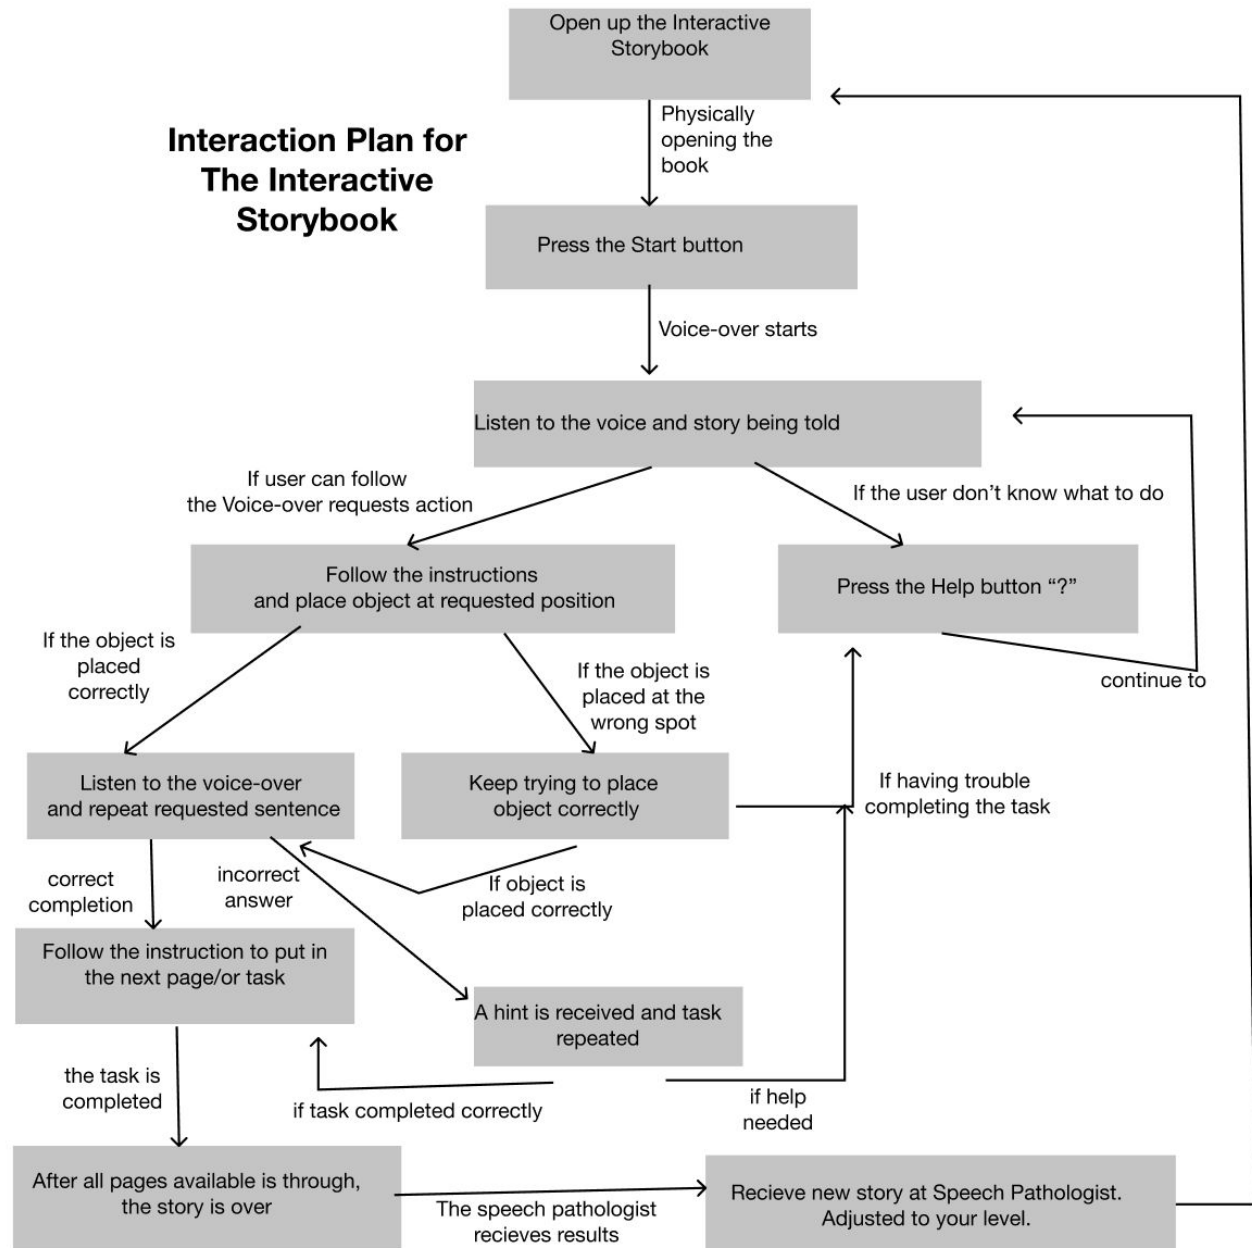 Open up the Interactive
Storybook
Interaction Plan for
The Interactive
Storybook
Physically
opening the
book
Press the Start button
Voice-over starts
Listen to the voice and story being told
If user can follow
the Voice-over requests action
If the user don’t know what to do
Follow the instructions
and place object at requested position
Press the Help button “?”
If the object is
placed
correctly
If the object is
placed at the
wrong spot
continue to
Listen to the voice-over
and repeat requested sentence
Keep trying to place
object correctly
If having trouble
completing the task
correct
completion
incorrect
answer
If object is
placed correctly
Follow the instruction to put in
the next page/or task
A hint is received and task
repeated
the task is
completed
if task completed correctly
if help
needed
After all pages available is through,
the story is over
The speech pathologist
recieves results
Recieve new story at Speech Pathologist.
Adjusted to your level.